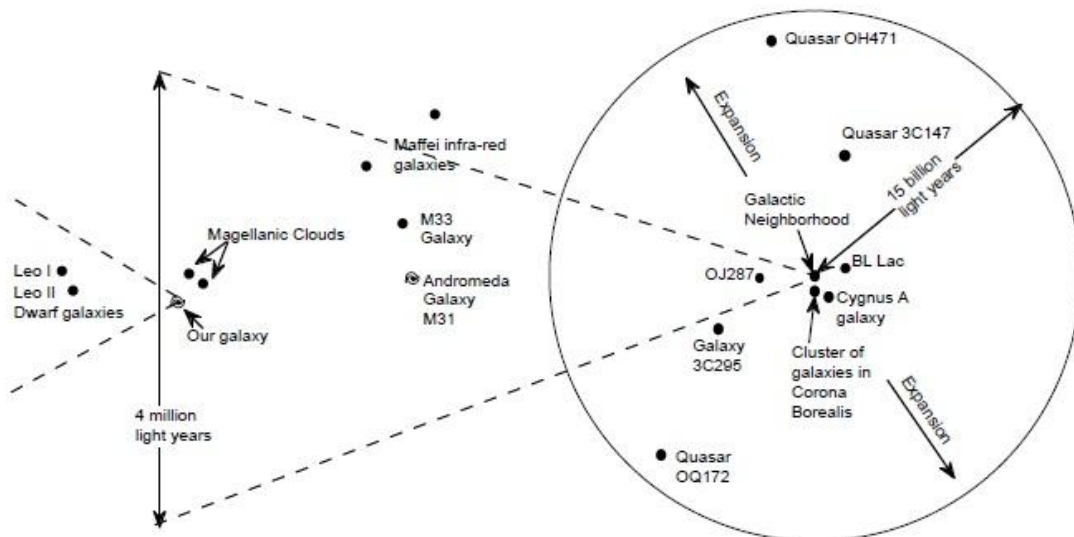 Quasar OH471
Expansion
Maffei infra-red
galaxies
Quasar 3C147
15 billion
light years
Galactic
Neighborhood
M33
Galaxy
Magellanic Clouds
Leo I
Leo II
Dwarf galaxies
Our galaxy
Andromeda
Galaxy
M31
OJ287
BL Lac
Cygnus A
galaxy
Galaxy
3C295
Cluster of
galaxies in
Corona
Borealis
Expansion
4 million
light years
Quasar
OQ172